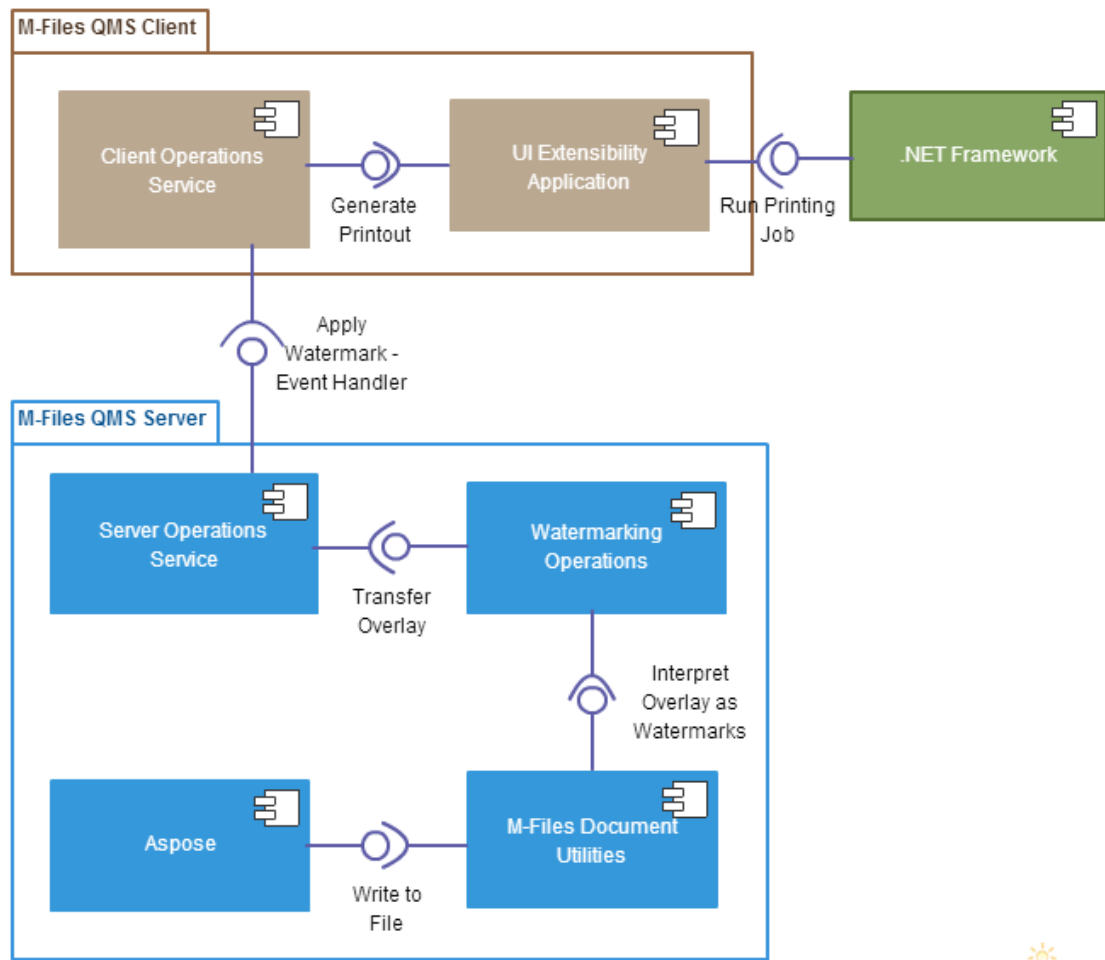 M-Files QMS Client
Client Operations
Service
Generate
Printout
UI Extensibility
Application
Run Printing
Job
.NET Framework
Apply
Watermark -
Event Handler
M-Files QMS Server
Server Operations
Service
Transfer
Overlay
Watermarking
Operations
Interpret
Overlay as
Watermarks
Aspose
Write to
File
M-Files Document
Utilities